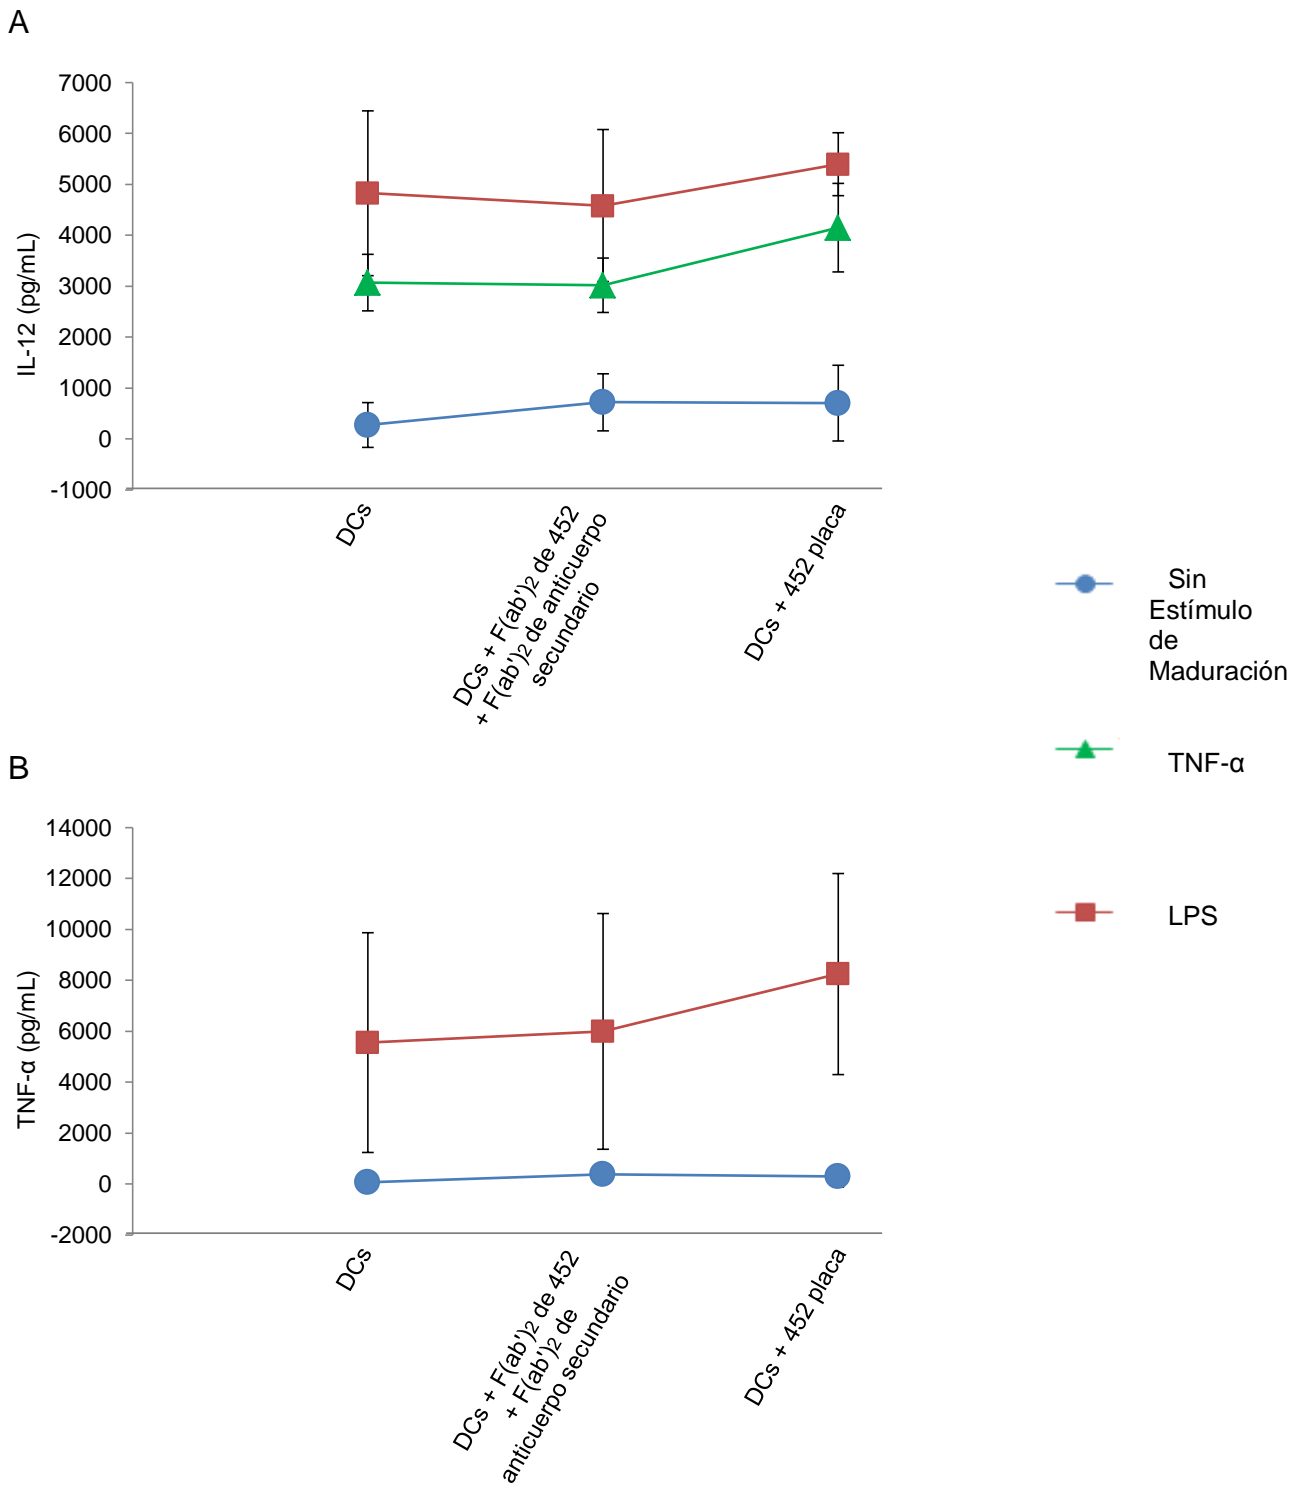 A
7000
6000
5000
4000
3000
2000
1000
0
-1000
IL-12 (pg/mL)
DCs
DCs + F(ab')2 de 452
+ F(ab')2 de anticuerpo
secundario
DCs + 452 placa
Sin
Estímulo
de
Maduración
TNF-α
LPS
B
14000
12000
10000
8000
6000
4000
2000
0
-2000
TNF-α (pg/mL)
DCs
DCs + F(ab')2 de 452
+ F(ab')2 de
anticuerpo secundario
DCs + 452 placa